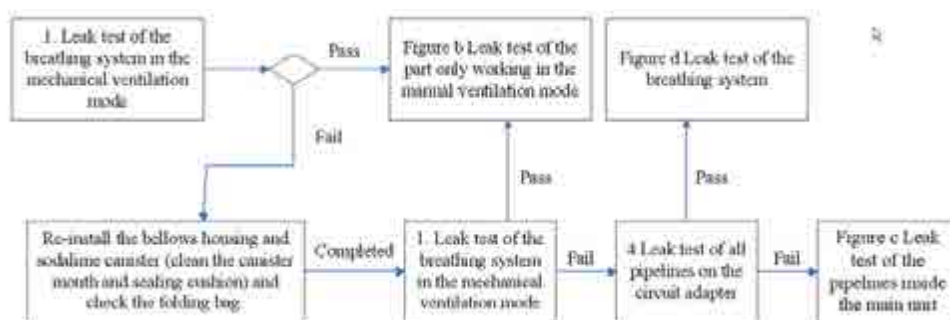 1. Leak test of the
breathing system in the
mechanical ventilation
mode
Pass
Figure b Leak test of the
part only working in the
manual ventilation mode
Figure d Leak test of the
breathing system
Fail
Pass
Pass
Re-install the bellows housing and
sodalime canister (clean the canister
month and sealing cushion) and
check the folding bag
Completed
1. Leak test of the
breathing system
in the mechanical
ventilation mode
Fail
4 Leak test of all
pipelines on the
circuit adapter
Fail
Figure c Leak
test of the
pipelines inside
the main unit